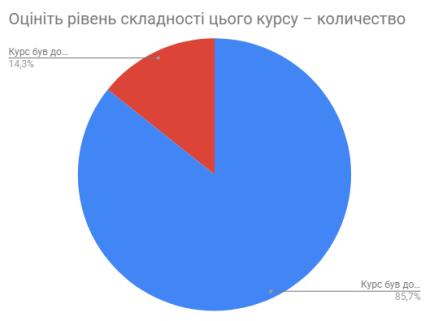 Оцініть рівень складності цього курсу – количество
Курс був до...
14,3%
Курс був до...
85,7%